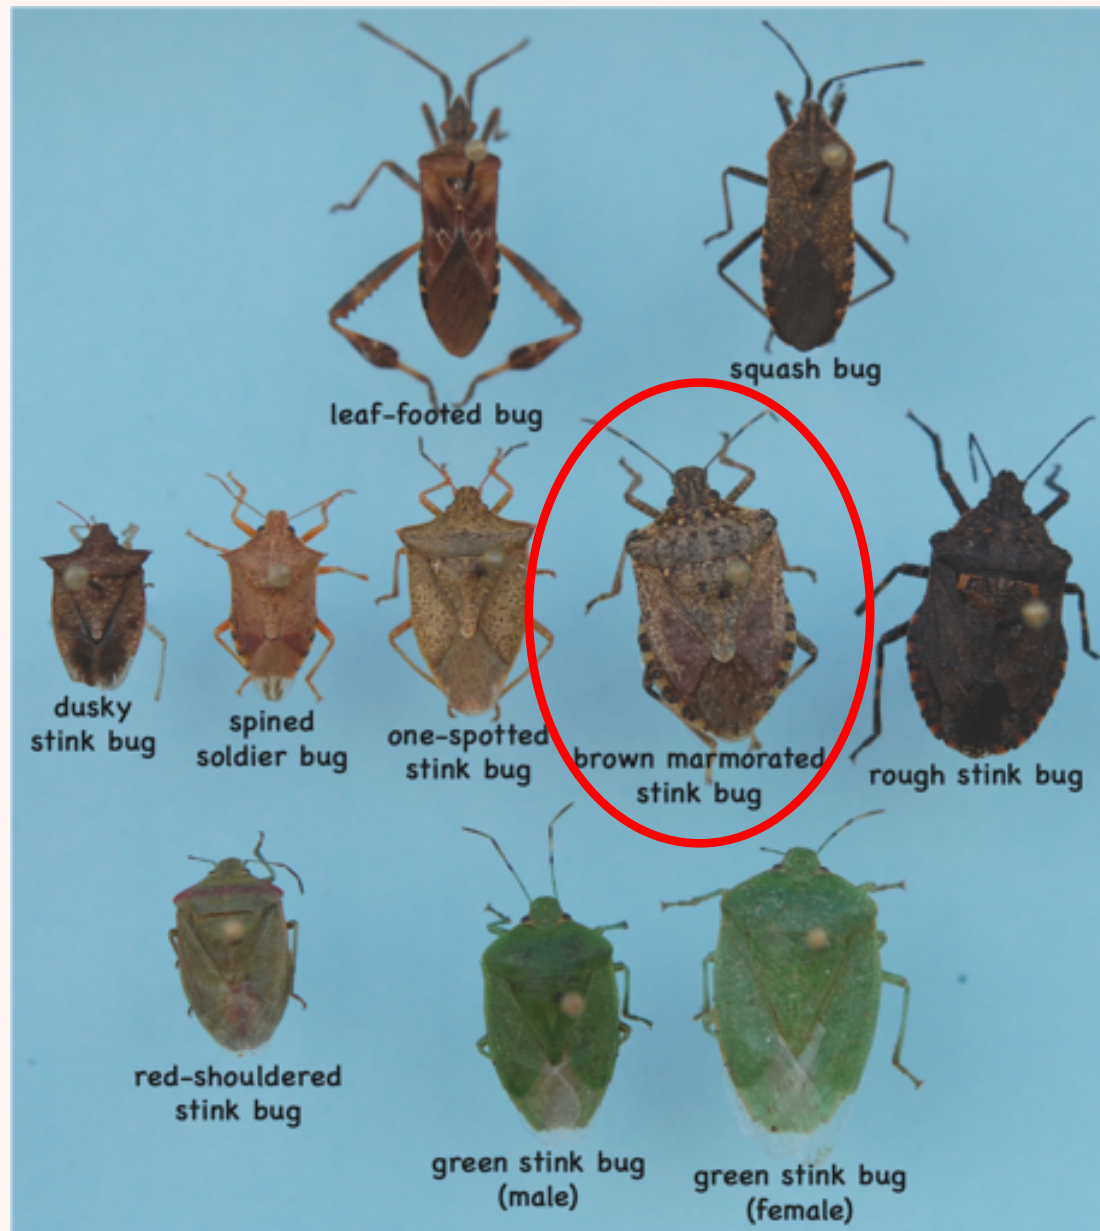 leaf-footed bug
squash bug
dusky
stink bug
spined
soldier bug
one-spotted
stink bug
brown marmorated
stink bug
rough stink bug
red-shouldered
stink bug
green stink bug
(male)
green stink bug
(female)